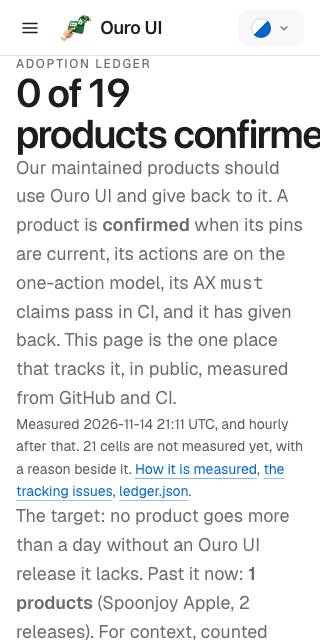 Ouro UI
ADOPTION LEDGER
0 of 19
products confirme
Our maintained products should
use Ouro UI and give back to it. A
product is confirmed when its pins
are current, its actions are on the
one-action model, its AX must
claims pass in CI, and it has given
back. This page is the one place
that tracks it, in public, measured
from GitHub and CI.
Measured 2026-11-14 21:11 UTC, and hourly
after that. 21 cells are not measured yet, with
a reason beside it. How it is measured, the
tracking issues, ledger.json.
The target: no product goes more
than a day without an Ouro UI
release it lacks. Past it now: 1
products (Spoonjoy Apple, 2
releases). For context, counted